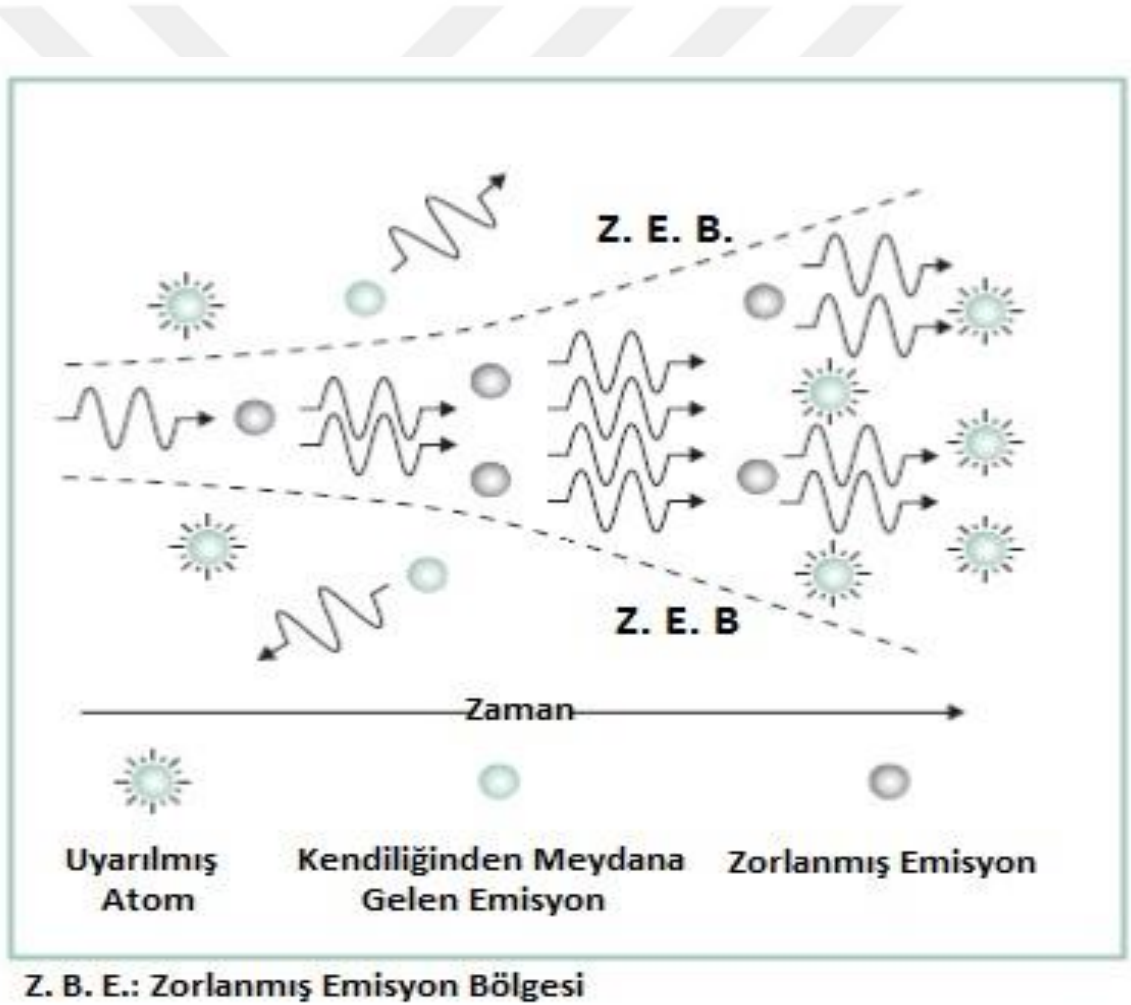 Z. E. B.
Z. E. B
Zaman
Uyarılmış
Atom
Kendiliğinden Meydana
Gelen Emisyon
Zorlanmış Emisyon
Z. B. E.: Zorlanmış Emisyon Bölgesi